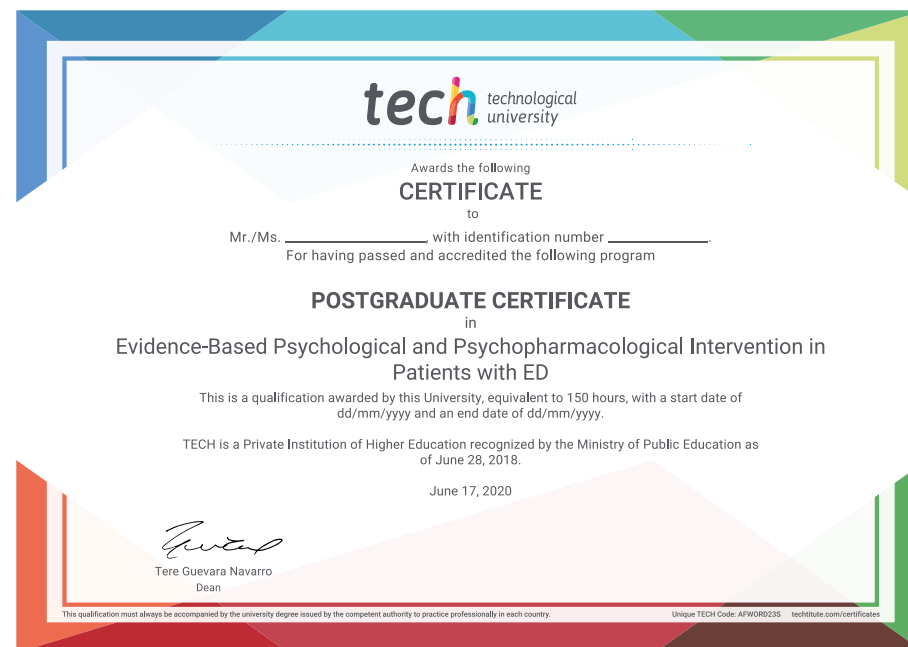 tech technological
university
Awards the following
CERTIFICATE
to
Mr./Ms. ________________, with identification number ____________.
For having passed and accredited the following program
POSTGRADUATE CERTIFICATE
in
Evidence-Based Psychological and Psychopharmacological Intervention in
Patients with ED
This is a qualification awarded by this University, equivalent to 150 hours, with a start date of
dd/mm/yyyy and an end date of dd/mm/yyyy.
TECH is a Private Institution of Higher Education recognized by the Ministry of Public Education as
of June 28, 2018.
June 17, 2020
Tere Guevara Navarro
Dean
This qualification must always be accompanied by the university degree issued by the competent authority to practice professionally in each country. Unique TECH Code: AFWORD23S techtitute.com/certificates